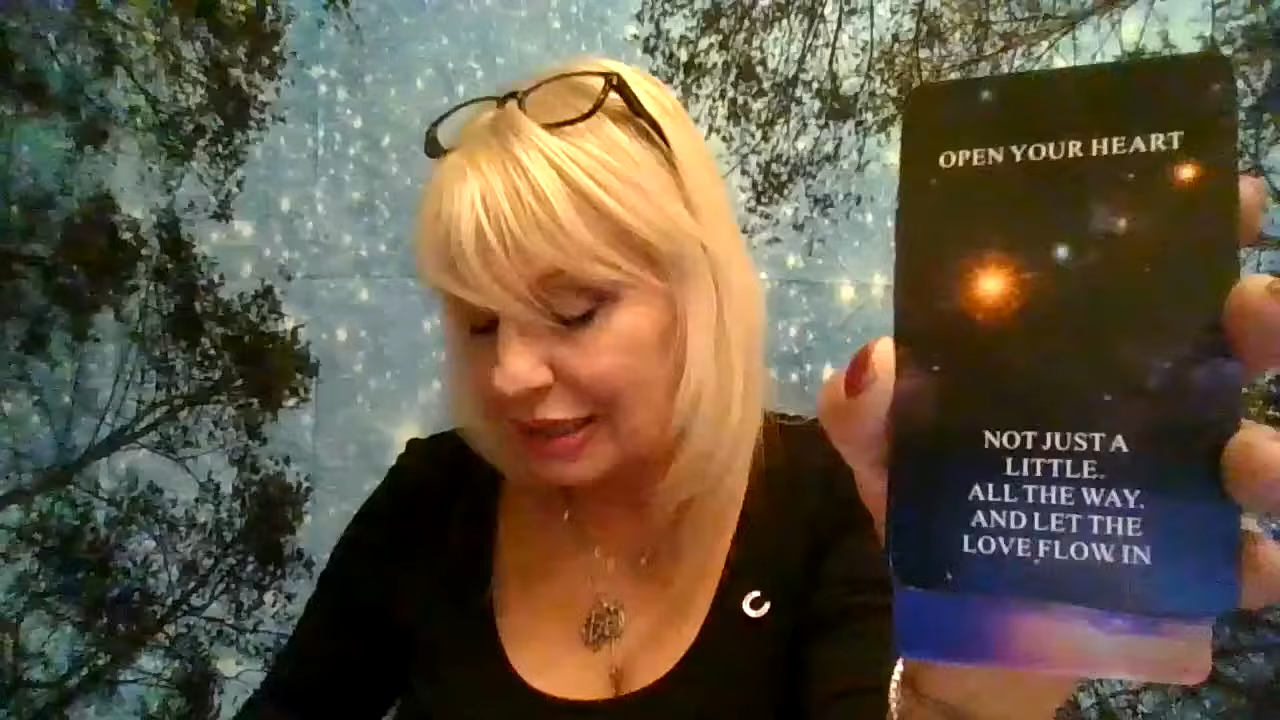 OPEN YOUR HEART
NOT JUST A
LITTLE.
ALL THE WAY.
AND LET THE
LOVE FLOW IN